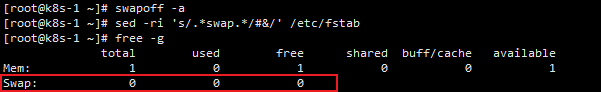 [root@k8s-1 ~]# swapoff -a
[root@k8s-1 ~]# sed -ri 's/.*swap.*/#&/' /etc/fstab
[root@k8s-1 ~]# free -g
total used free shared buff/cache available
Mem: 1 0 1 0 0 1
Swap: 0 0 0